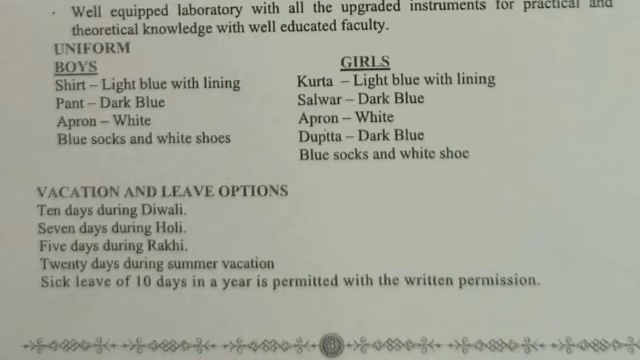 · Well equipped laboratory with all the upgraded instruments for practical and
theoretical knowledge with well educated faculty.
UNIFORM
BOYS
Shirt – Light blue with lining
Pant – Dark Blue
Apron – White
Blue socks and white shoes
GIRLS
Kurta – Light blue with lining
Salwar – Dark Blue
Apron – White
Duptta – Dark Blue
Blue socks and white shoe
VACATION AND LEAVE OPTIONS
Ten days during Diwali.
Seven days during Holi.
Five days during Rakhi.
Twenty days during summer vacation
Sick leave of 10 days in a year is permitted with the written permission.